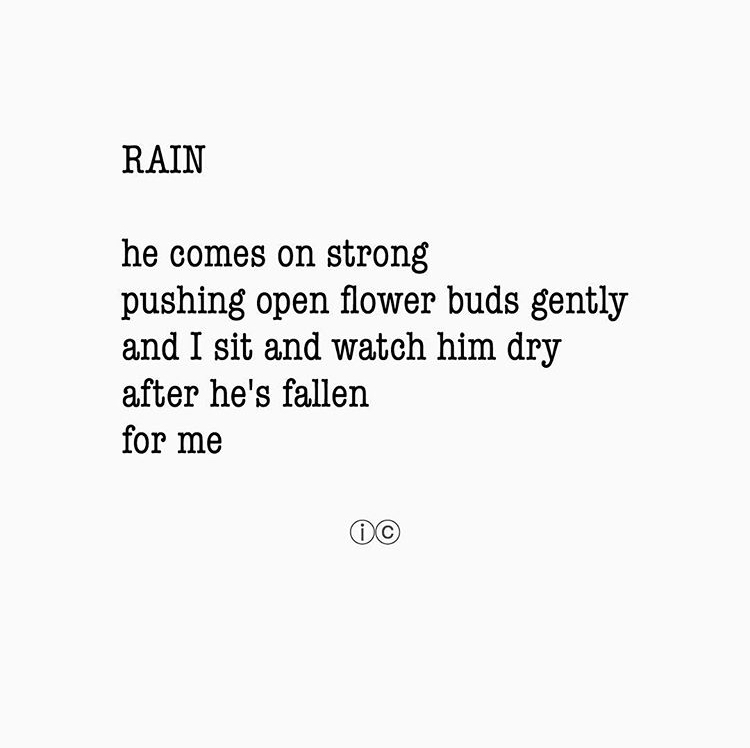 RAIN
he comes on strong
pushing open flower buds gently
and I sit and watch him dry
after he's fallen
for me
ⓘⓒ